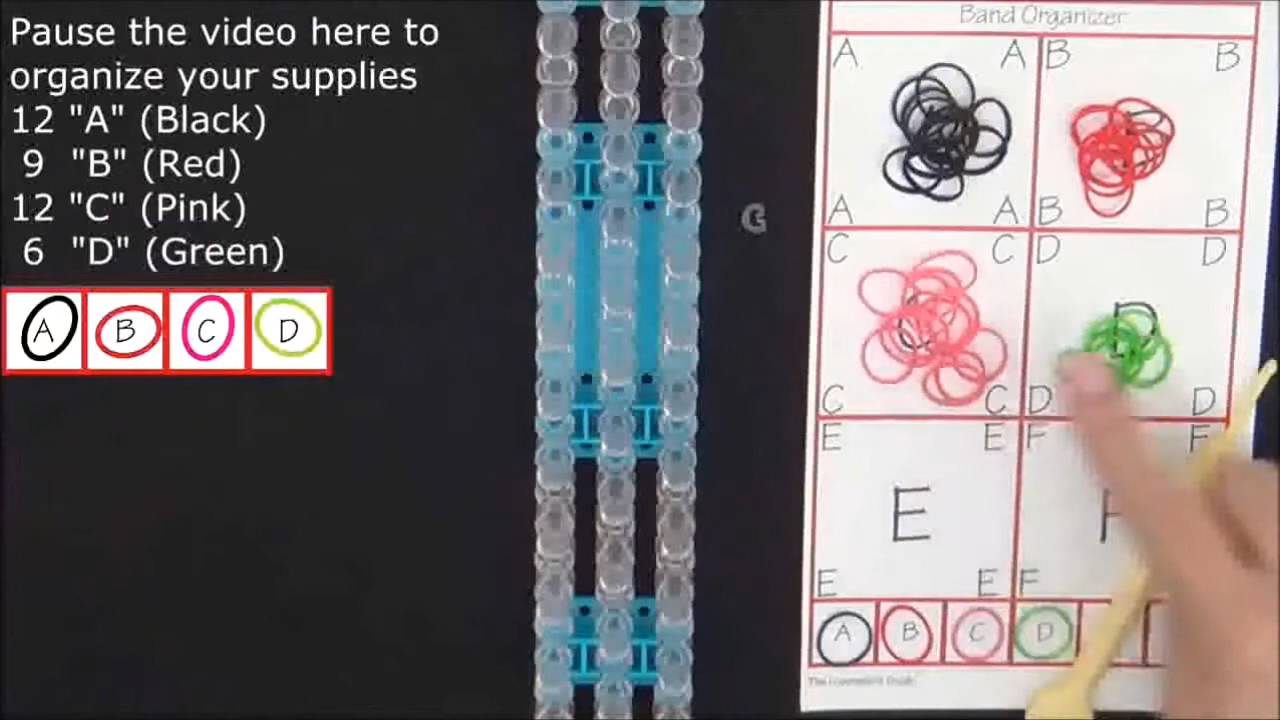 Pause the video here to
organize your supplies
12 "A" (Black)
9 "B" (Red)
12 "C" (Pink)
6 "D" (Green)
A B C D
C
Band Organizer
A A B B
A A B B
C C D D
D
C C D D
E E F F
E F
E E F
A B C D